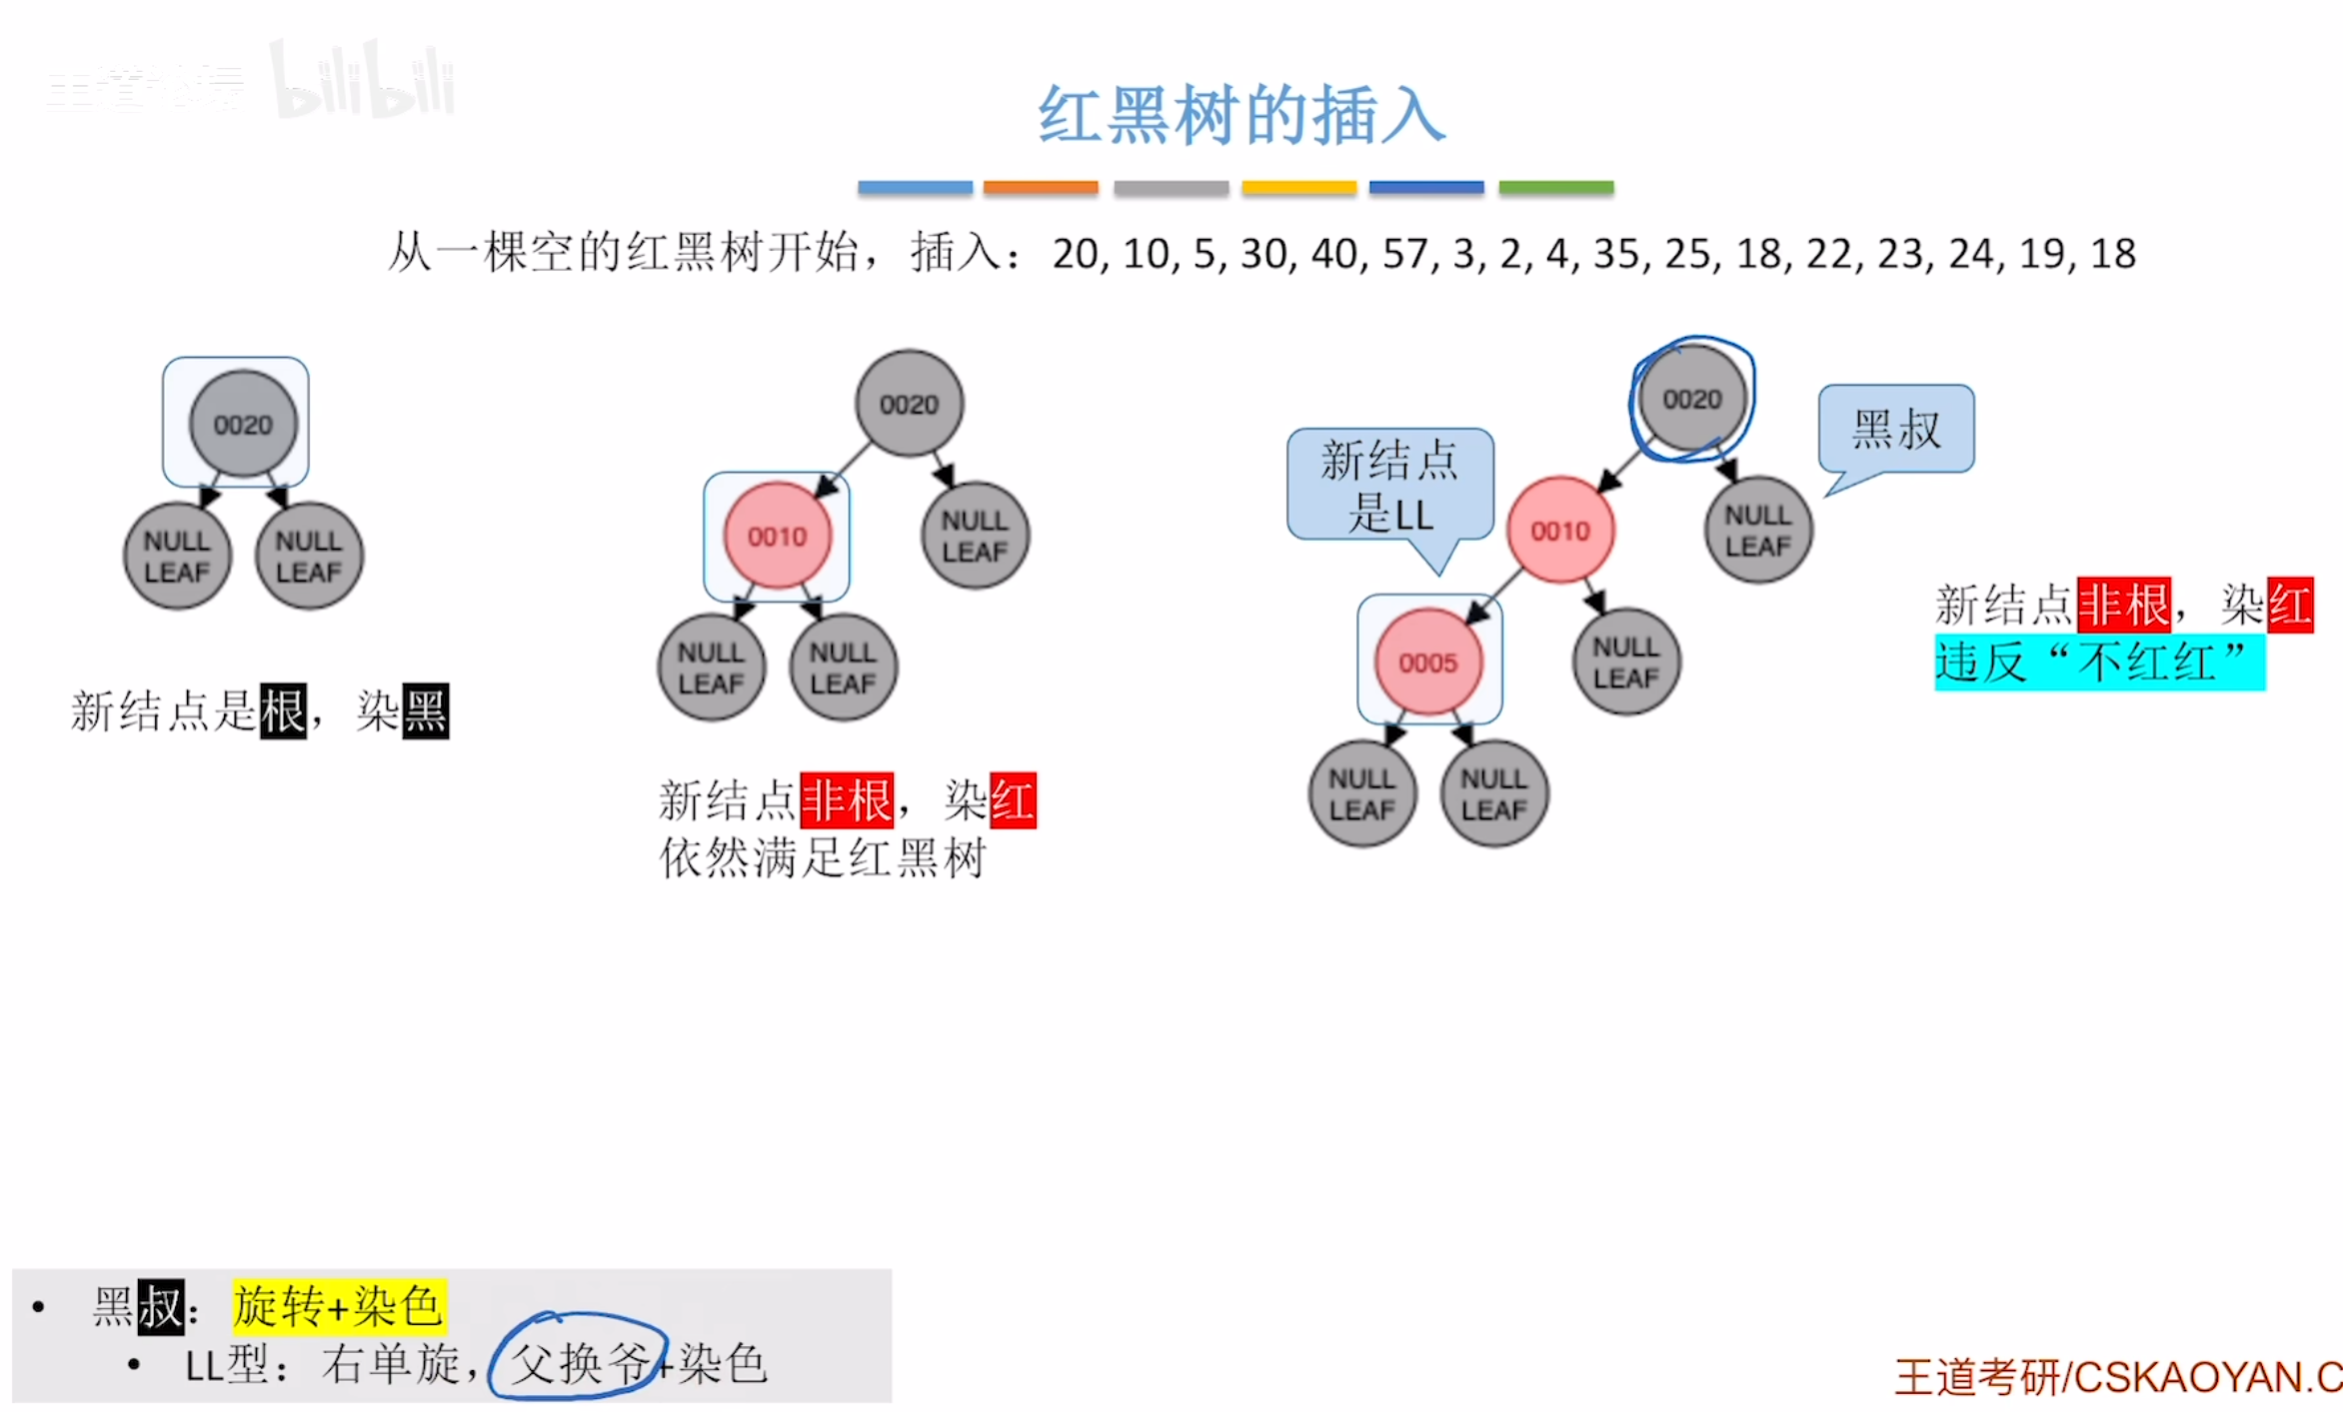 王道论坛 bilibili
红黑树的插入
从一棵空的红黑树开始，插入：20, 10, 5, 30, 40, 57, 3, 2, 4, 35, 25, 18, 22, 23, 24, 19, 18
0020
NULL LEAF
NULL LEAF
新结点是根，染黑
0020
0010
NULL LEAF
NULL LEAF
NULL LEAF
新结点非根，染红
依然满足红黑树
0020
黑叔
新结点
是LL
0010
NULL LEAF
0005
NULL LEAF
NULL LEAF
NULL LEAF
新结点非根，染红
违反“不红红”
• 黑叔：旋转+染色
• LL型：右单旋，父换爷+染色
王道考研/CSKAOYAN.C